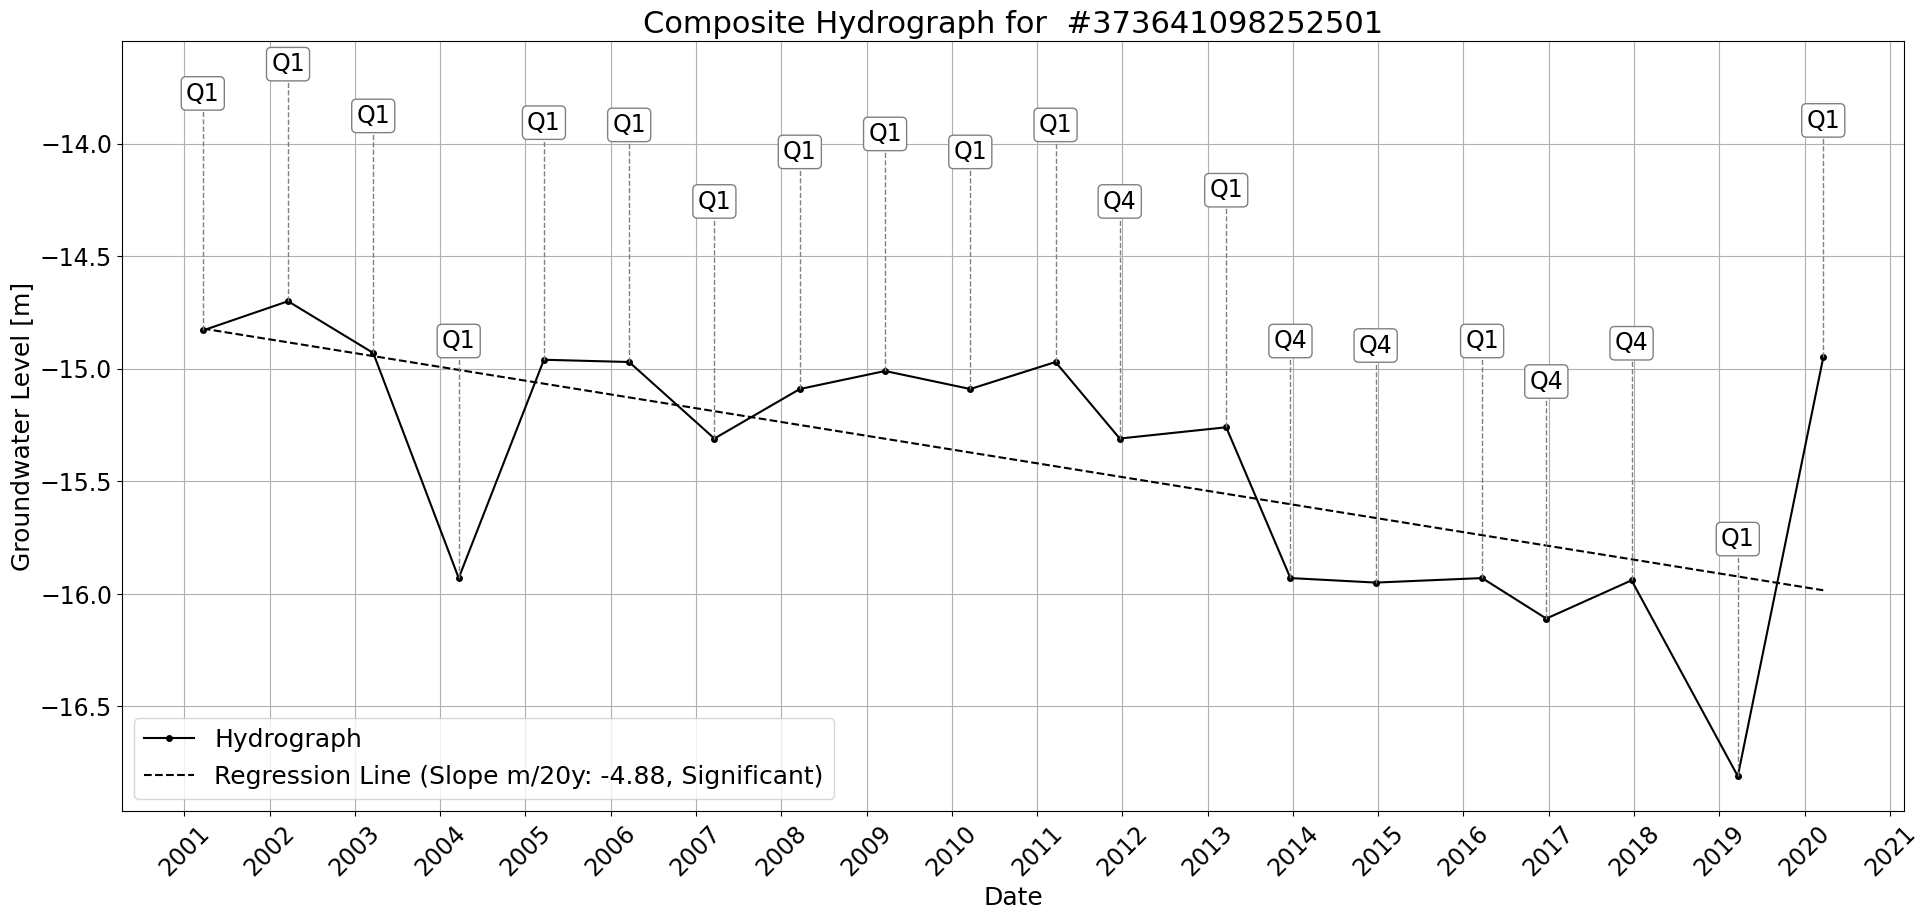 Composite Hydrograph for  #373641098252501
Q1
Q1
Q1
Q1
Q1
Q1
Q1
Q1
Q1
Q1
Q1
Q4
Q1
Q4
Q4
Q1
Q4
Q4
Q1
Q1
Groundwater Level [m]
−14.0
−14.5
−15.0
−15.5
−16.0
−16.5
Hydrograph
Regression Line (Slope m/20y: -4.88, Significant)
2001
2002
2003
2004
2005
2006
2007
2008
2009
2010
2011
2012
2013
2014
2015
2016
2017
2018
2019
2020
2021
Date